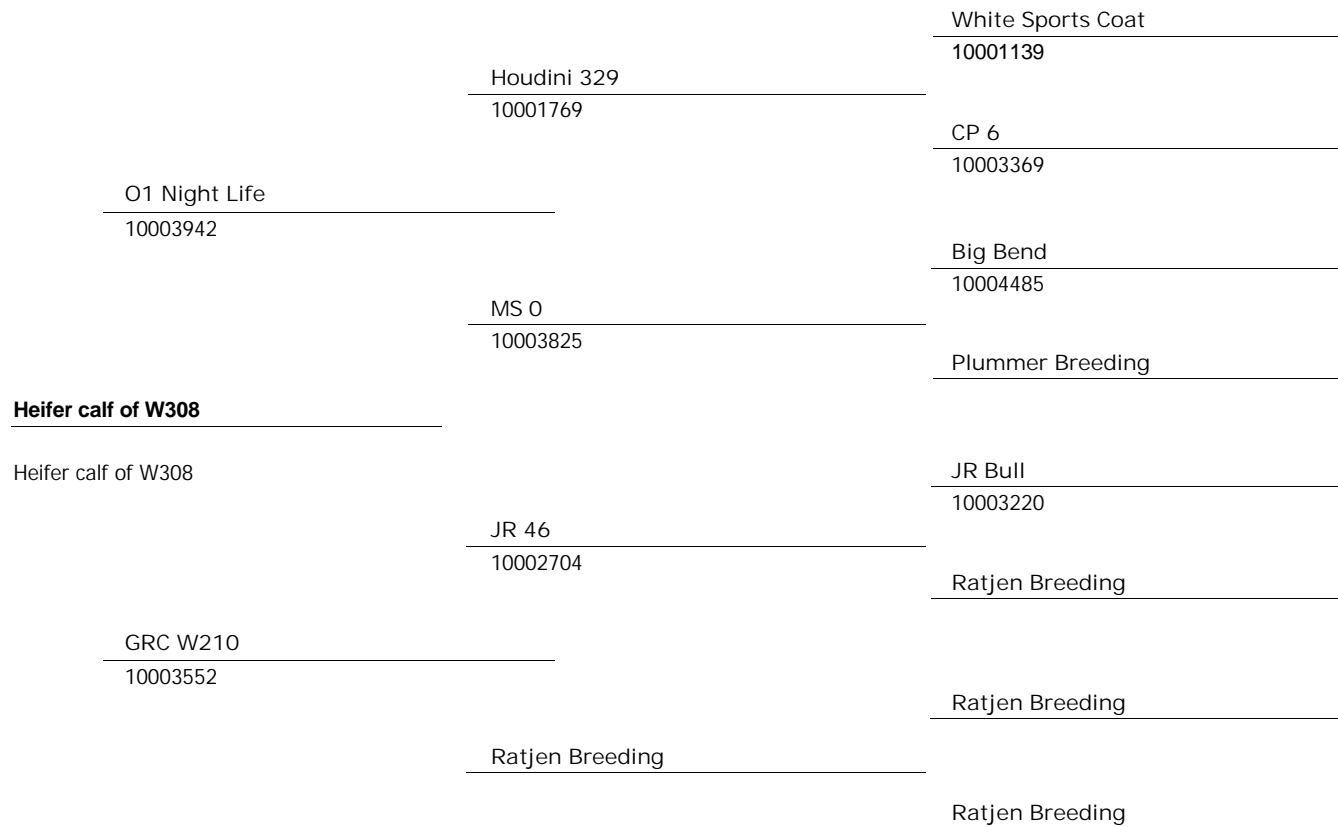 White Sports Coat
10001139
Houdini 329
10001769
CP 6
10003369
O1 Night Life
10003942
Big Bend
10004485
MS 0
10003825
Plummer Breeding
Heifer calf of W308
Heifer calf of W308
JR Bull
10003220
JR 46
10002704
Ratjen Breeding
GRC W210
10003552
Ratjen Breeding
Ratjen Breeding
Ratjen Breeding